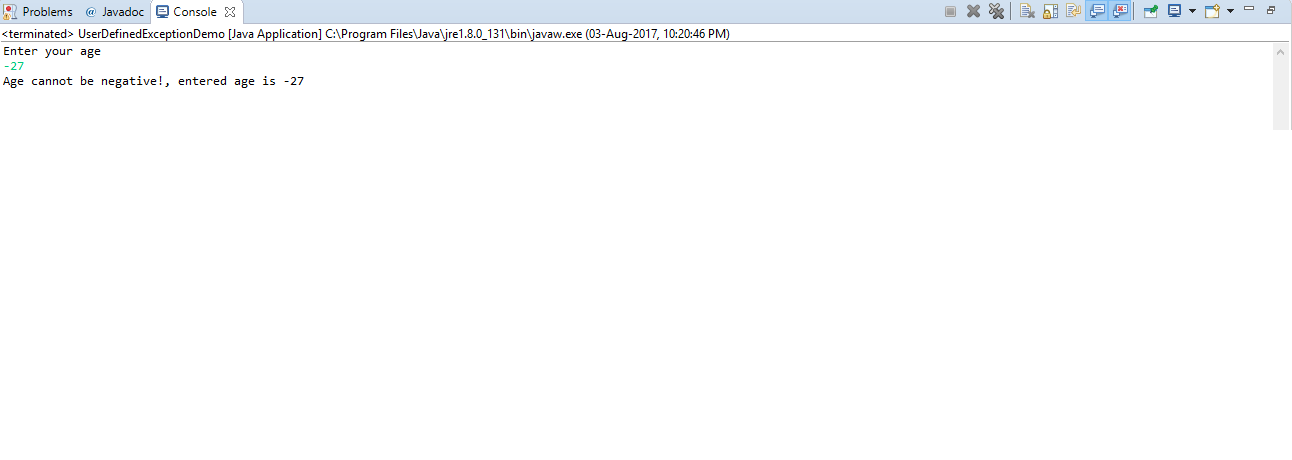 Problems @ Javadoc Console
<terminated> UserDefinedExceptionDemo [Java Application] C:\Program Files\Java\jre1.8.0_131\bin\javaw.exe (03-Aug-2017, 10:20:46 PM)
Enter your age
-27
Age cannot be negative!, entered age is -27